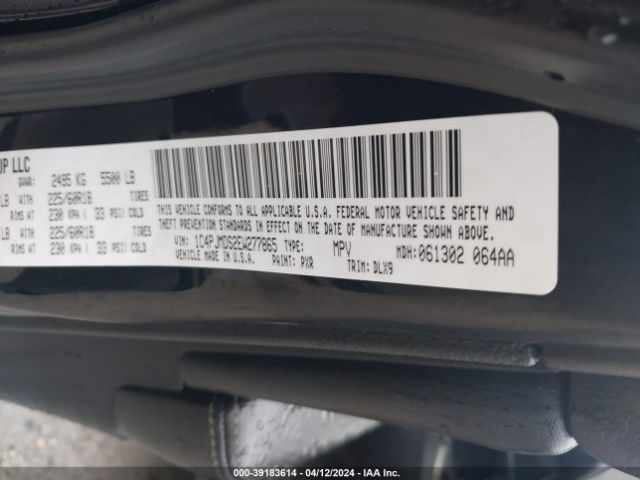 UP LLC
GVWR: 2495 KG 5500 LB
LB WITH 225/60R18 TIRES
RIMS AT 230 KPA ( 33 PSI) COLD
LB WITH 225/60R18 TIRES
RIMS AT 230 KPA ( 33 PSI) COLD
THIS VEHICLE CONFORMS TO ALL APPLICABLE U.S.A. FEDERAL MOTOR VEHICLE SAFETY AND
THEFT PREVENTION STANDARDS IN EFFECT ON THE DATE OF MANUFACTURE SHOWN ABOVE.
VIN: 1C4PJMDS2EW277865 TYPE: MPV MDH: 061302 064AA
VEHICLE MADE IN U.S.A. PAINT: PXR TRIM: DLX9
000-39183614 - 04/12/2024 - IAA Inc.